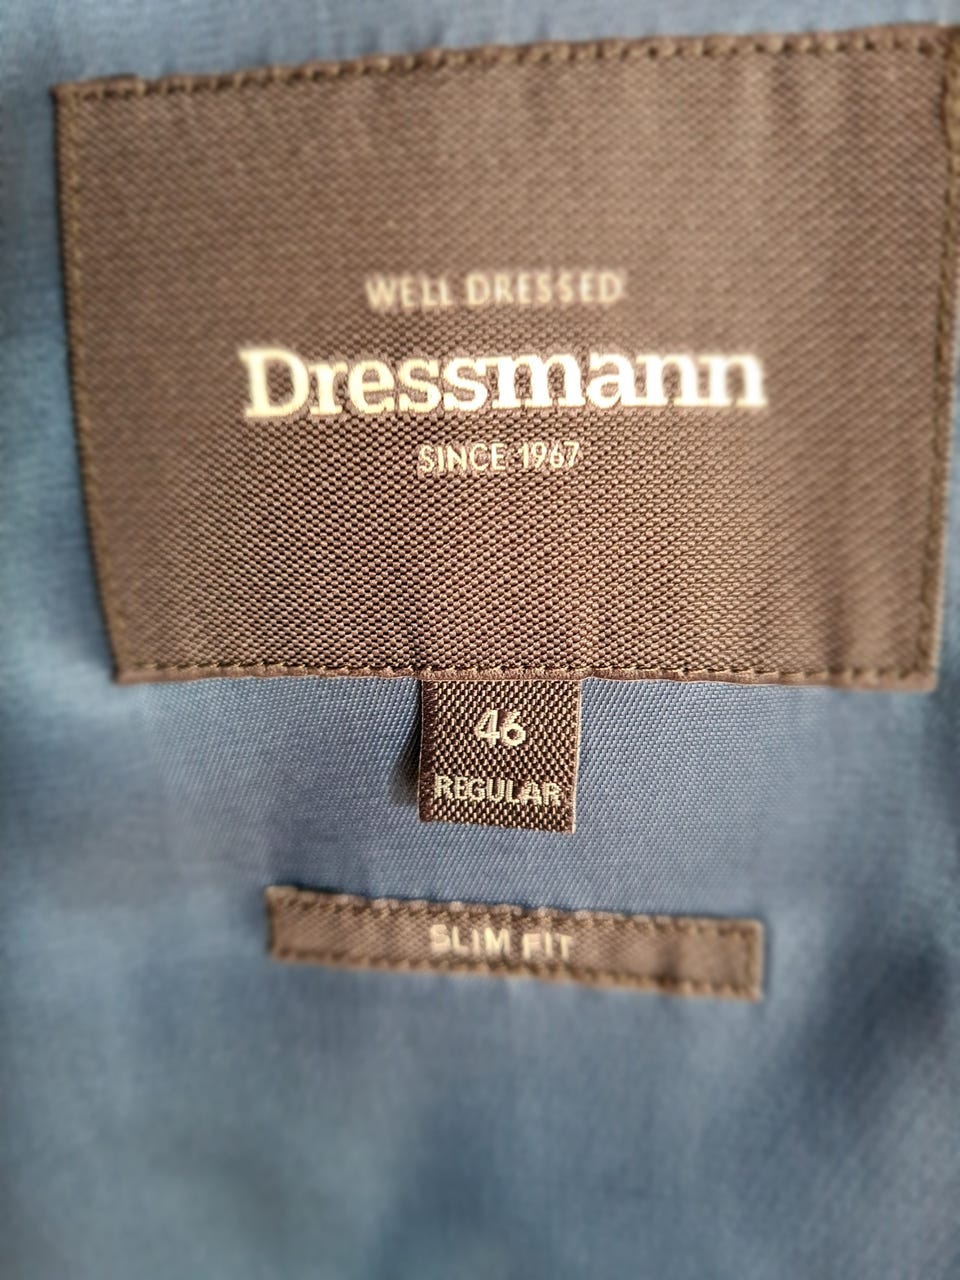 WELL DRESSED
Dressmann
SINCE 1967
46
REGULAR
SLIM FIT